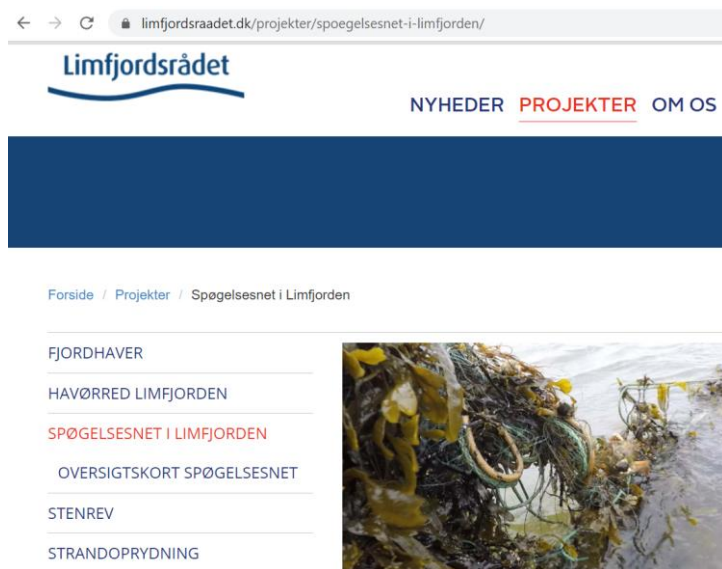 limfjordsraadet.dk/projekter/spoegelsesnet-i-limfjorden/
Limfjordsrådet
NYHEDER PROJEKTER OM OS
Forside / Projekter / Spøgelsesnet i Limfjorden
FJORDHAVER
HAVØRRED LIMFJORDEN
SPØGELSESNET I LIMFJORDEN
OVERSIGTSKORT SPØGELSESNET
STENREV
STRANDOPRYDNING